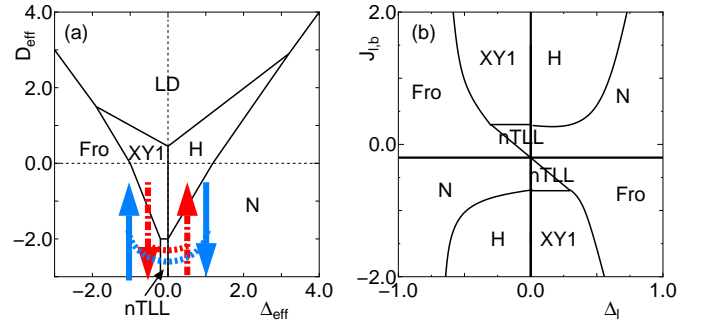 (a)
D_eff
4.0
2.0
0.0
−2.0
LD
Fro
XY1
H
N
nTLL
−2.0
0.0
2.0
4.0
Δ_eff
(b)
J_l,b
2.0
0.0
−2.0
XY1
H
Fro
N
nTLL
nTLL
N
Fro
H
XY1
−1.0
0.0
1.0
Δ_l